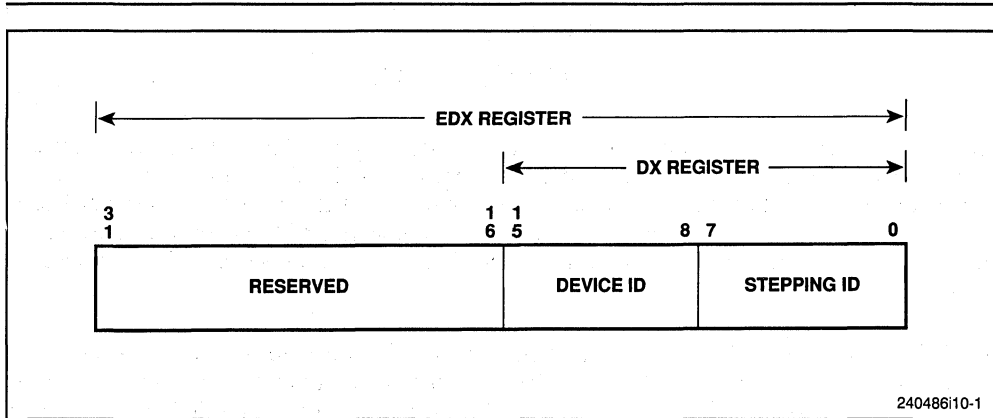 EDX REGISTER
DX REGISTER
3 1 1
1 6 5 8 7 0
RESERVED DEVICE ID STEPPING ID
240486i10-1